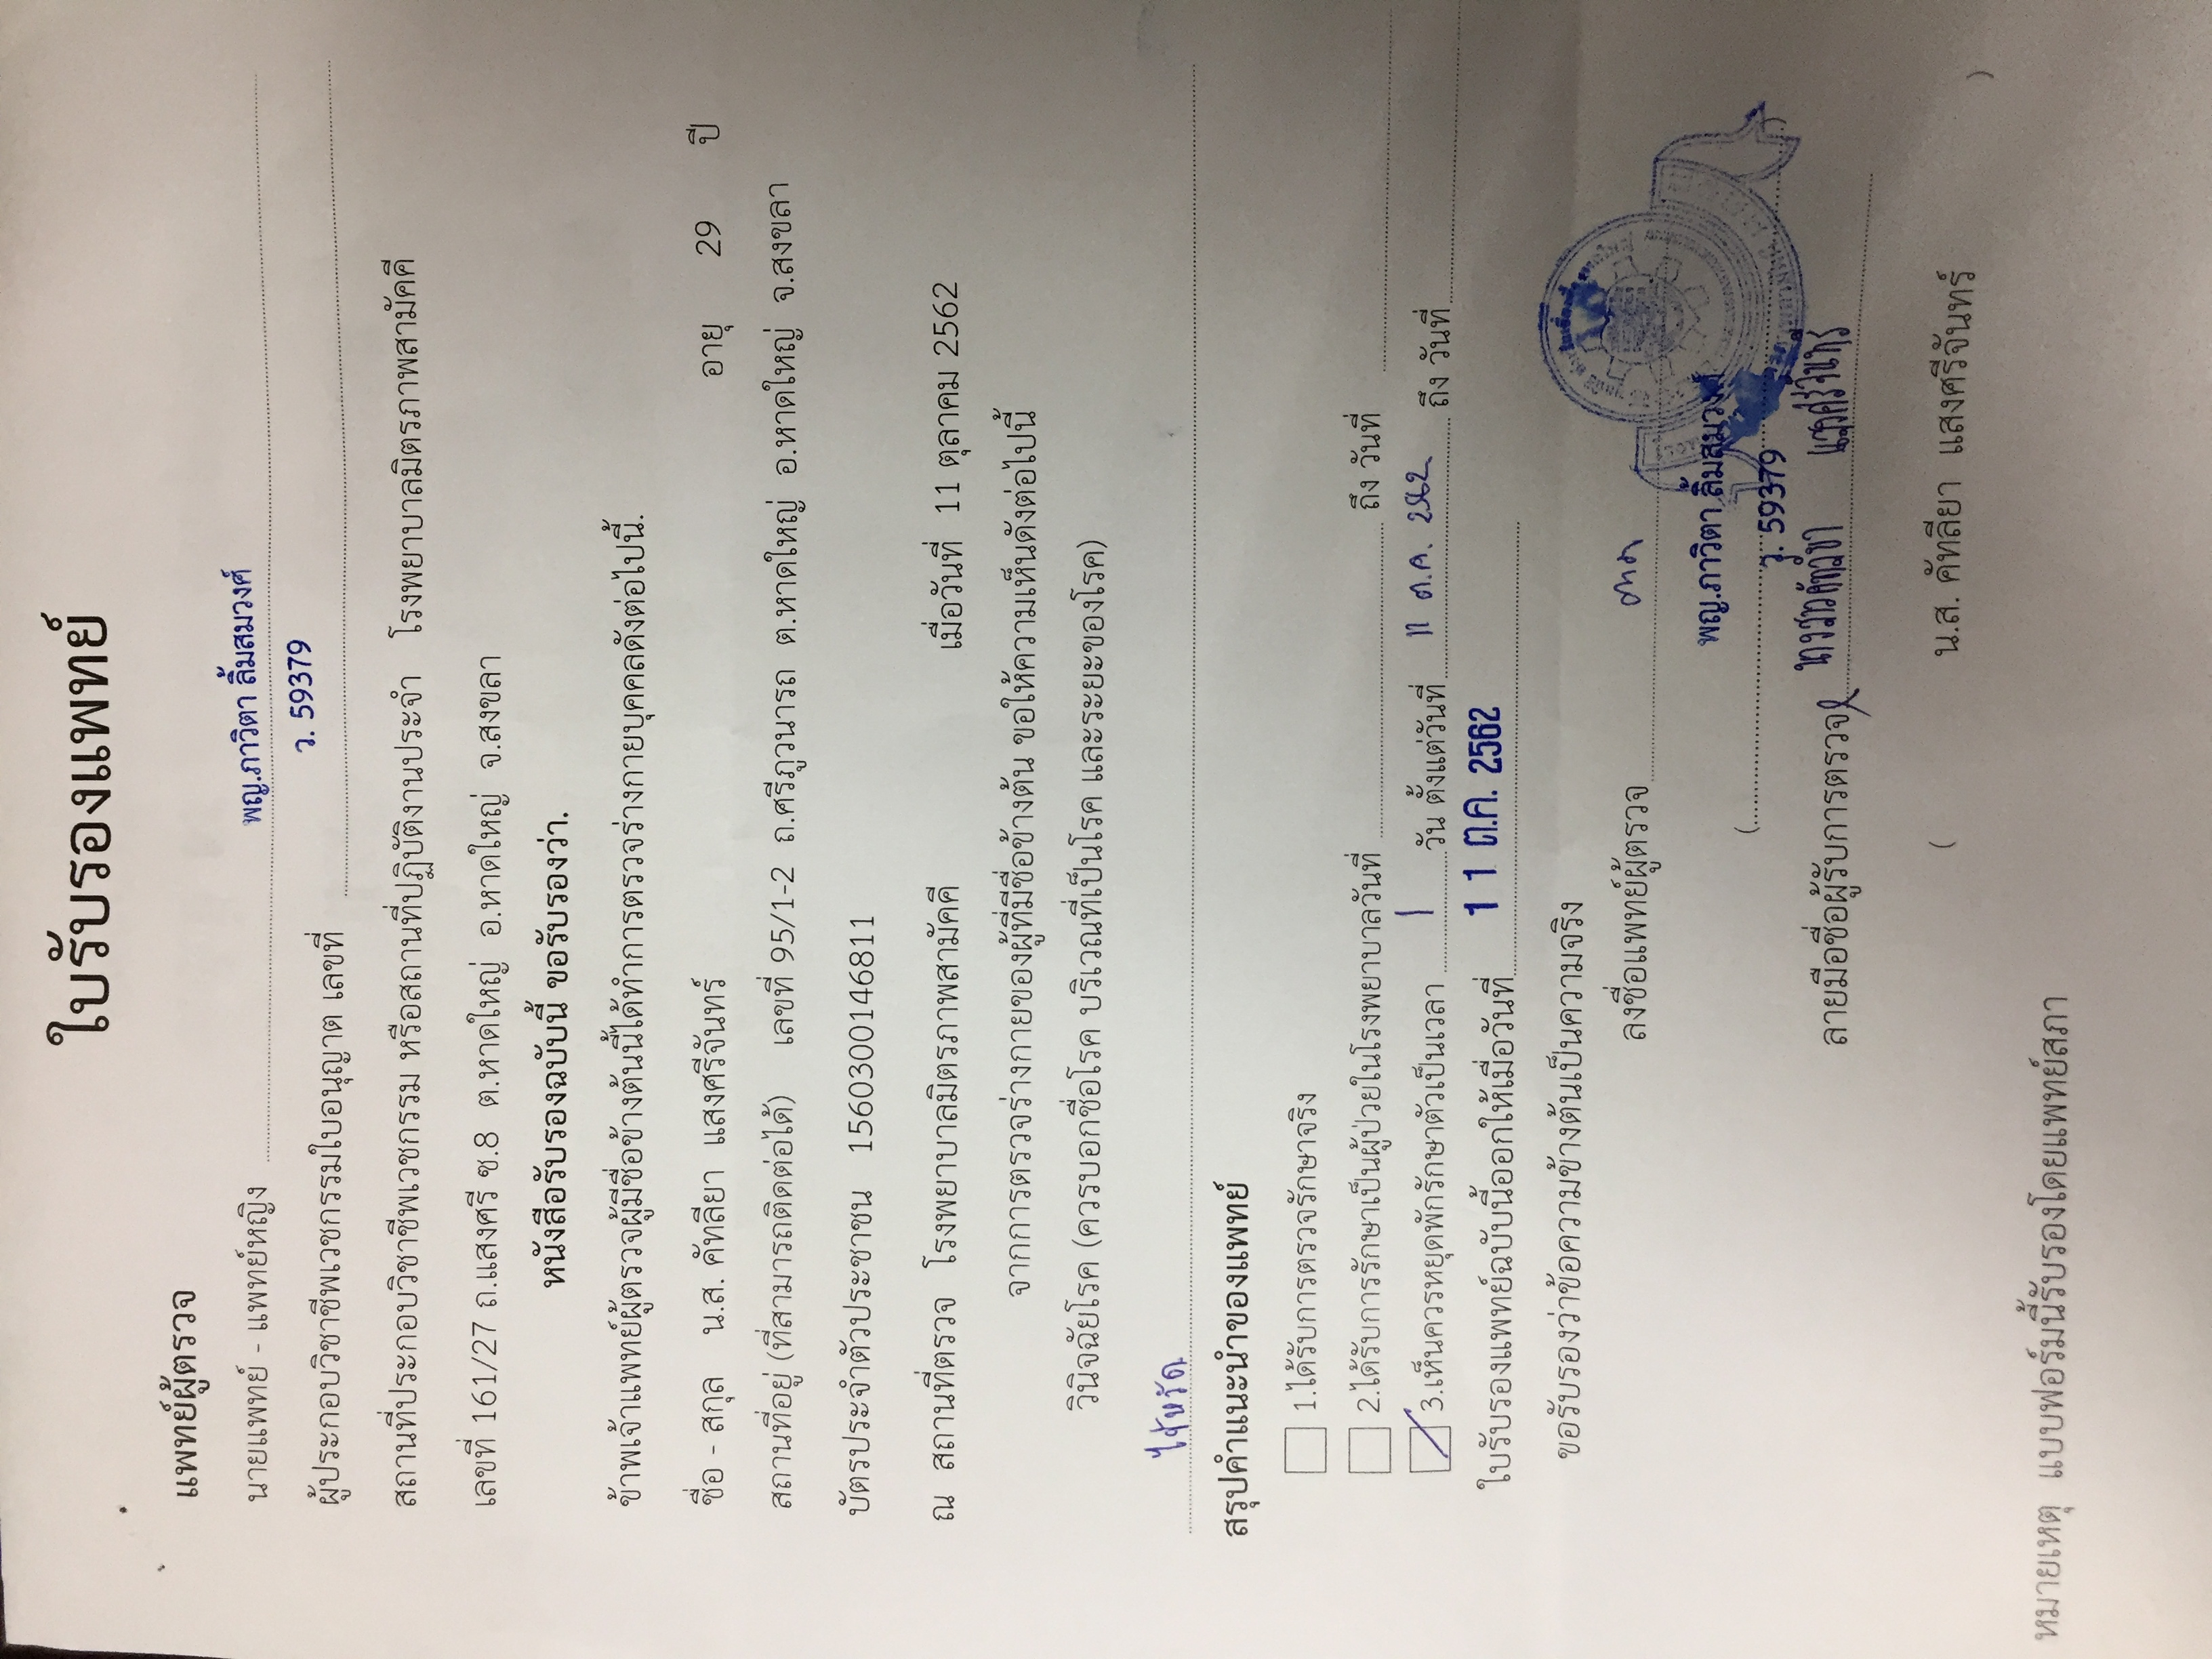 ใบรับรองแพทย์
แพทย์ผู้ตรวจ
นายแพทย์ - แพทย์หญิง พญ.ภาวิตา ลิ้มสมวงศ์
ผู้ประกอบวิชาชีพเวชกรรมใบอนุญาต เลขที่ ว. 59379
สถานที่ประกอบวิชาชีพเวชกรรม หรือสถานที่ปฏิบัติงานประจำ โรงพยาบาลมิตรภาพสามัคคี
เลขที่ 161/27 ถ.แสงศรี ซ.8 ต.หาดใหญ่ อ.หาดใหญ่ จ.สงขลา
หนังสือรับรองฉบับนี้ ขอรับรองว่า.
ข้าพเจ้าแพทย์ผู้ตรวจผู้มีชื่อข้างต้นนี้ได้ทำการตรวจร่างกายบุคคลดังต่อไปนี้.
ชื่อ - สกุล น.ส. คัทลียา แสงศรีจันทร์ อายุ 29 ปี
สถานที่อยู่ (ที่สามารถติดต่อได้) เลขที่ 95/1-2 ถ.ศรีภูวนารถ ต.หาดใหญ่ อ.หาดใหญ่ จ.สงขลา
บัตรประจำตัวประชาชน 1560300146811
ณ สถานที่ตรวจ โรงพยาบาลมิตรภาพสามัคคี เมื่อวันที่ 11 ตุลาคม 2562
จากการตรวจร่างกายของผู้ที่มีชื่อข้างต้น ขอให้ความเห็นดังต่อไปนี้
วินิจฉัยโรค (ควรบอกชื่อโรค บริเวณที่เป็นโรค และระยะของโรค)
ไข้หวัด
สรุปคำแนะนำของแพทย์
1.ได้รับการตรวจรักษาจริง
2.ได้รับการรักษาเป็นผู้ป่วยในโรงพยาบาลวันที่ ถึง วันที่
3.เห็นควรหยุดพักรักษาตัวเป็นเวลา 1 วัน ตั้งแต่วันที่ 11 ต.ค. 2562 ถึง วันที่
ใบรับรองแพทย์ฉบับนี้ออกให้เมื่อวันที่ 11 ต.ค. 2562
ขอรับรองว่าข้อความข้างต้นเป็นความจริง
ลงชื่อแพทย์ผู้ตรวจ
พญ.ภาวิตา ลิ้มสมวงศ์
( ว. 59379 )
ลายมือชื่อผู้รับการตรวจ นางสาวคัทลียา แสงศรีจันทร์
( น.ส. คัทลียา แสงศรีจันทร์ )
หมายเหตุ แบบฟอร์มนี้รับรองโดยแพทย์สภา